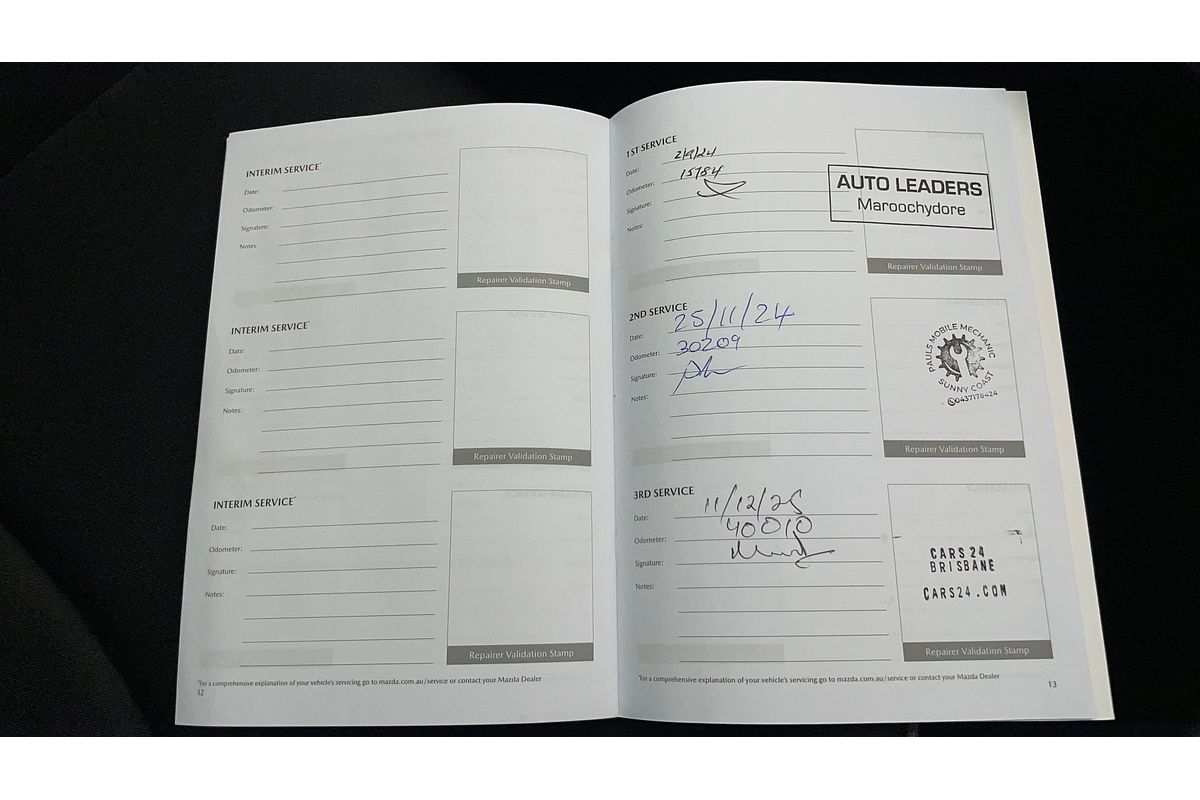 INTERIM SERVICE*
Date:
Odometer:
Signature:
Notes:
Repairer Validation Stamp
INTERIM SERVICE*
Date:
Odometer:
Signature:
Notes:
Repairer Validation Stamp
INTERIM SERVICE*
Date:
Odometer:
Signature:
Notes:
Repairer Validation Stamp
*For a comprehensive explanation of your vehicle's servicing go to mazda.com.au/service or contact your Mazda Dealer
12
1ST SERVICE
Date: 2/9/24
Odometer: 15784
Signature:
Notes:
AUTO LEADERS
Maroochydore
Repairer Validation Stamp
2ND SERVICE
Date: 25/11/24
Odometer: 30209
Signature:
Notes:
PAULS MOBILE MECHANIC
SUNNY COAST
0437178424
Repairer Validation Stamp
3RD SERVICE
Date: 11/12/25
Odometer: 40010
Signature:
Notes:
CARS24
BRISBANE
CARS24.COM
Repairer Validation Stamp
*For a comprehensive explanation of your vehicle's servicing go to mazda.com.au/service or contact your Mazda Dealer
13